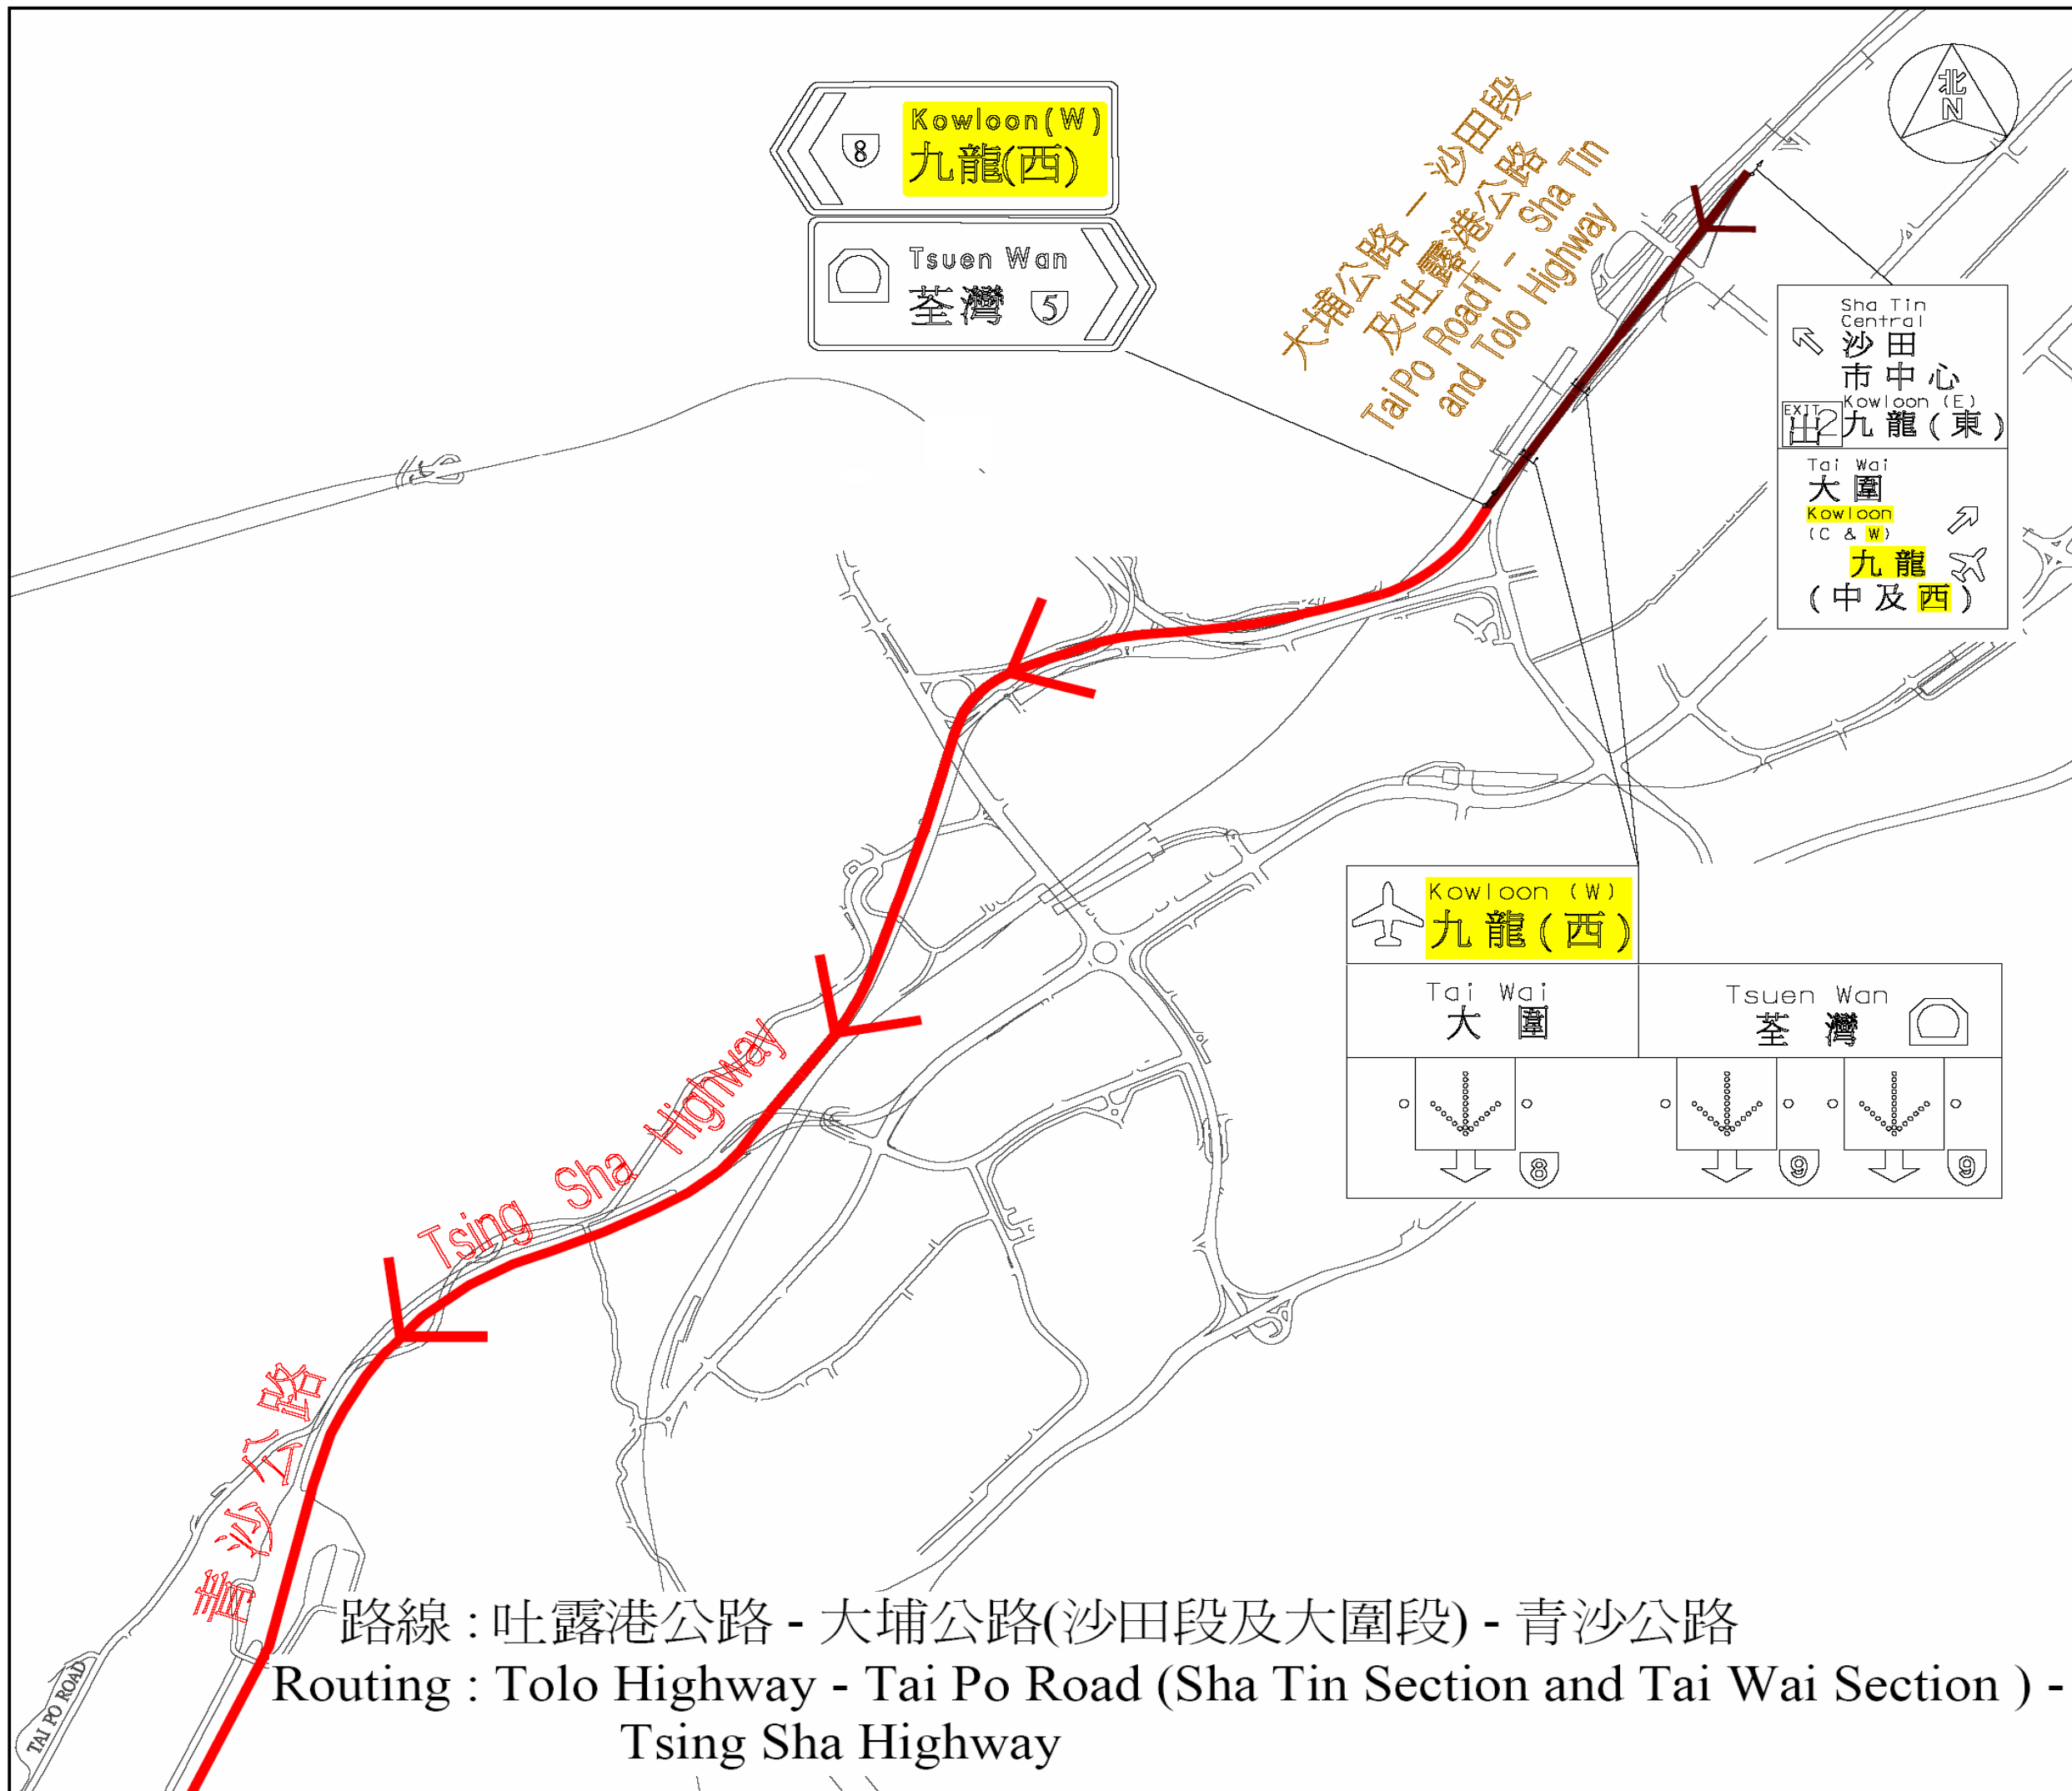 北
N
Kowloon(W)
8
九龍(西)
Tsuen Wan
荃灣 5
大埔公路 - 沙田段
及吐露港公路
TaiPo Road - Sha Tin
and Tolo Highway
Sha Tin
Central
沙田
市中心
Kowloon (E)
EXIT
出2 九龍(東)
Tai Wai
大圍
Kowloon
(C & W)
九龍
(中及西)
Kowloon (W)
九龍(西)
Tai Wai
大圍
Tsuen Wan
荃灣
8
9
9
Tsing Sha Highway
青沙公路
TAI PO ROAD
路線 : 吐露港公路 - 大埔公路(沙田段及大圍段) - 青沙公路
Routing : Tolo Highway - Tai Po Road (Sha Tin Section and Tai Wai Section ) -
Tsing Sha Highway